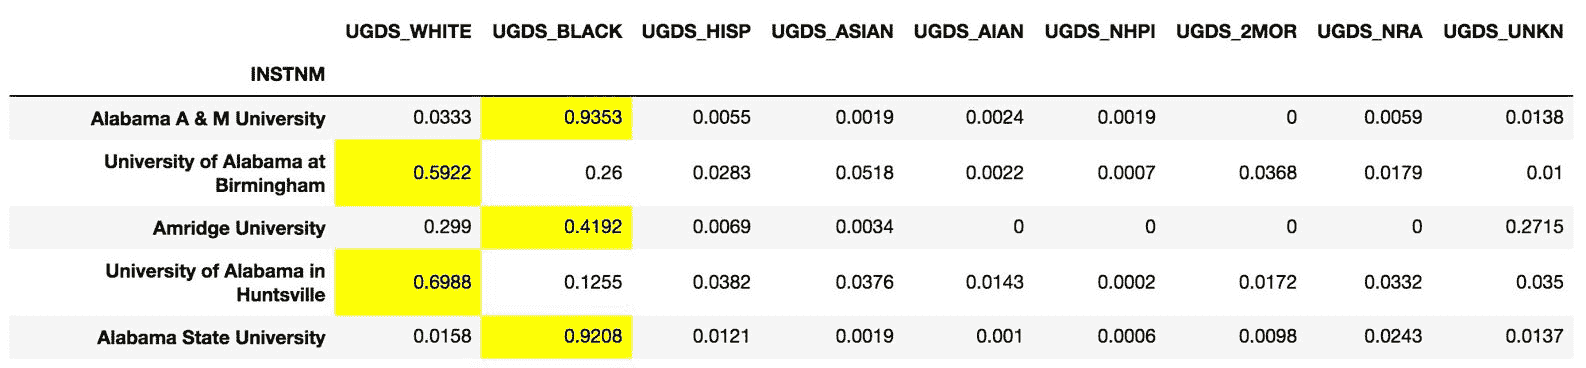 UGDS_WHITE UGDS_BLACK UGDS_HISP UGDS_ASIAN UGDS_AIAN UGDS_NHPI UGDS_2MOR UGDS_NRA UGDS_UNKN
INSTNM
Alabama A & M University 0.0333 0.9353 0.0055 0.0019 0.0024 0.0019 0 0.0059 0.0138
University of Alabama at
Birmingham 0.5922 0.26 0.0283 0.0518 0.0022 0.0007 0.0368 0.0179 0.01
Amridge University 0.299 0.4192 0.0069 0.0034 0 0 0 0 0.2715
University of Alabama in
Huntsville 0.6988 0.1255 0.0382 0.0376 0.0143 0.0002 0.0172 0.0332 0.035
Alabama State University 0.0158 0.9208 0.0121 0.0019 0.001 0.0006 0.0098 0.0243 0.0137